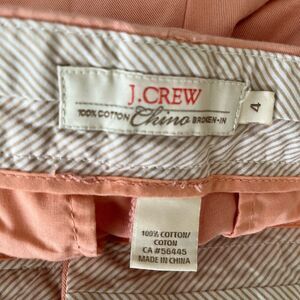 J.CREW
100% COTTON Chino BROKEN-IN
4
100% COTTON/
COTON
CA #56445
MADE IN CHINA